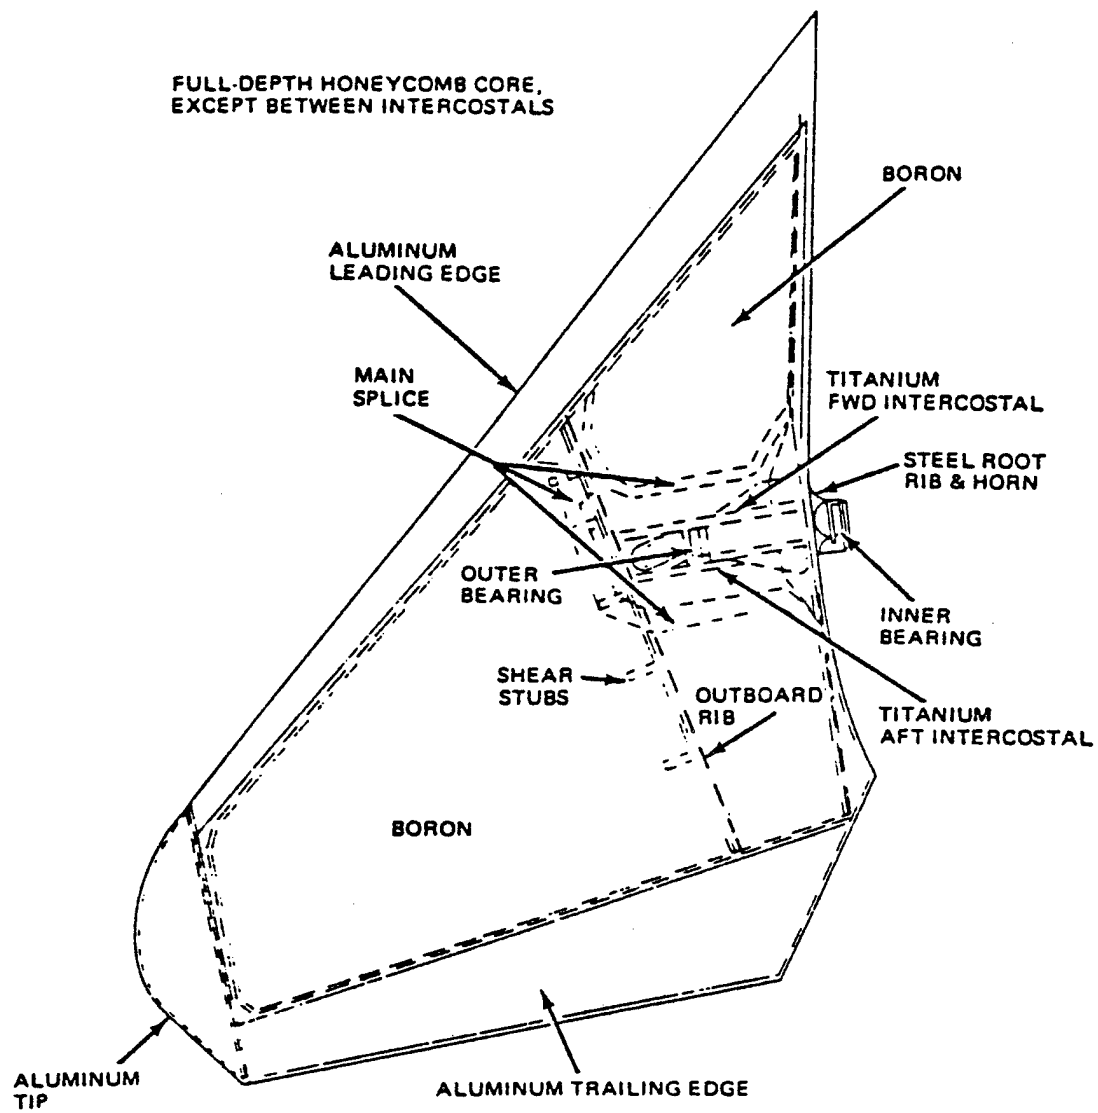 FULL-DEPTH HONEYCOMB CORE,
EXCEPT BETWEEN INTERCOSTALS
BORON
ALUMINUM
LEADING EDGE
MAIN
SPLICE
TITANIUM
FWD INTERCOSTAL
STEEL ROOT
RIB & HORN
OUTER
BEARING
INNER
BEARING
SHEAR
STUBS
OUTBOARD
RIB
TITANIUM
AFT INTERCOSTAL
BORON
ALUMINUM
TIP
ALUMINUM TRAILING EDGE